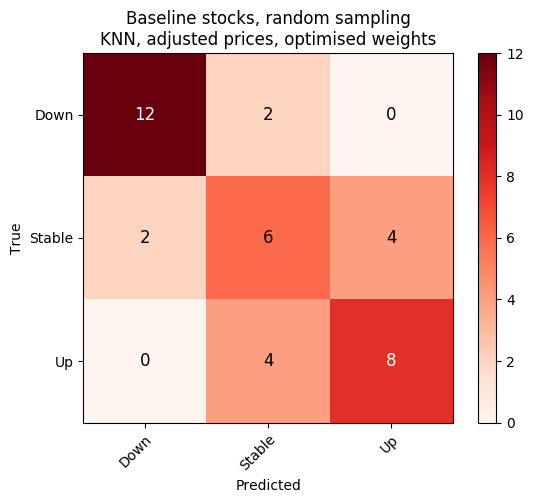 Baseline stocks, random sampling
KNN, adjusted prices, optimised weights
True
Down
12
2
0
Stable
2
6
4
Up
0
4
8
Down
Stable
Up
Predicted
12
10
8
6
4
2
0